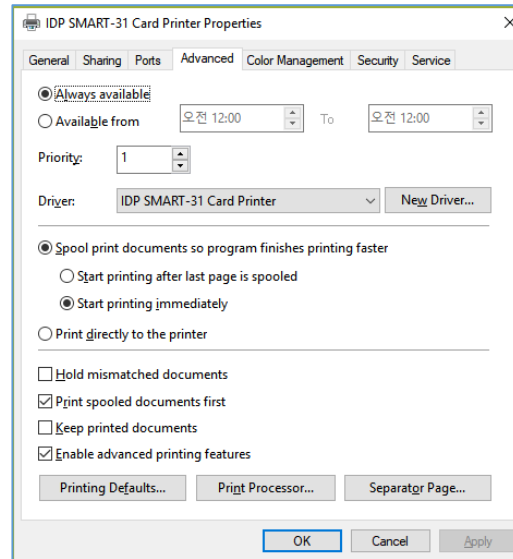 IDP SMART-31 Card Printer Properties
General Sharing Ports Advanced Color Management Security Service
Always available
Available from 오전 12:00 To 오전 12:00
Priority: 1
Driver: IDP SMART-31 Card Printer New Driver...
Spool print documents so program finishes printing faster
Start printing after last page is spooled
Start printing immediately
Print directly to the printer
Hold mismatched documents
Print spooled documents first
Keep printed documents
Enable advanced printing features
Printing Defaults... Print Processor... Separator Page...
OK Cancel Apply